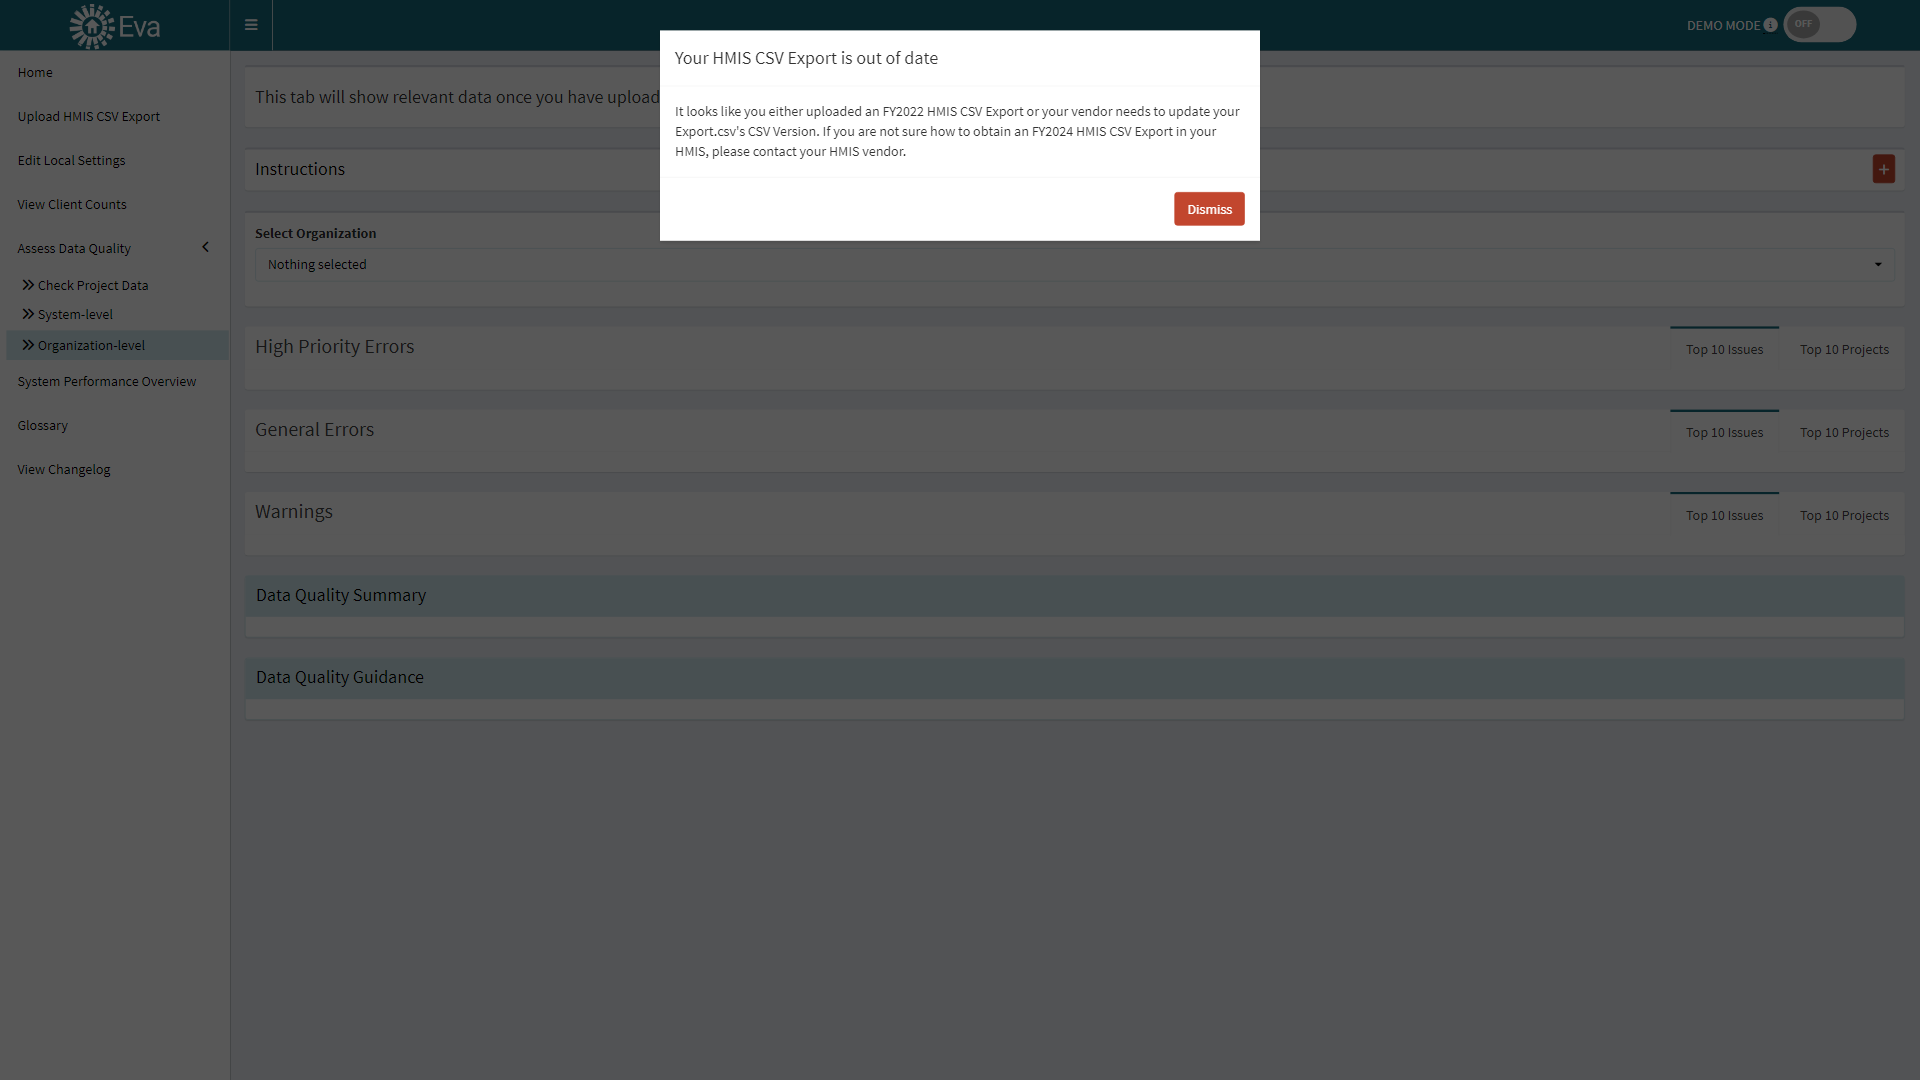 Eva
DEMO MODE
OFF
Home
Upload HMIS CSV Export
Edit Local Settings
View Client Counts
Assess Data Quality
Check Project Data
System-level
Organization-level
System Performance Overview
Glossary
View Changelog
Your HMIS CSV Export is out of date
It looks like you either uploaded an FY2022 HMIS CSV Export or your vendor needs to update your
Export.csv's CSV Version. If you are not sure how to obtain an FY2024 HMIS CSV Export in your
HMIS, please contact your HMIS vendor.
Dismiss
This tab will show relevant data once you have upload
Instructions
Select Organization
Nothing selected
High Priority Errors
Top 10 Issues
Top 10 Projects
General Errors
Top 10 Issues
Top 10 Projects
Warnings
Top 10 Issues
Top 10 Projects
Data Quality Summary
Data Quality Guidance